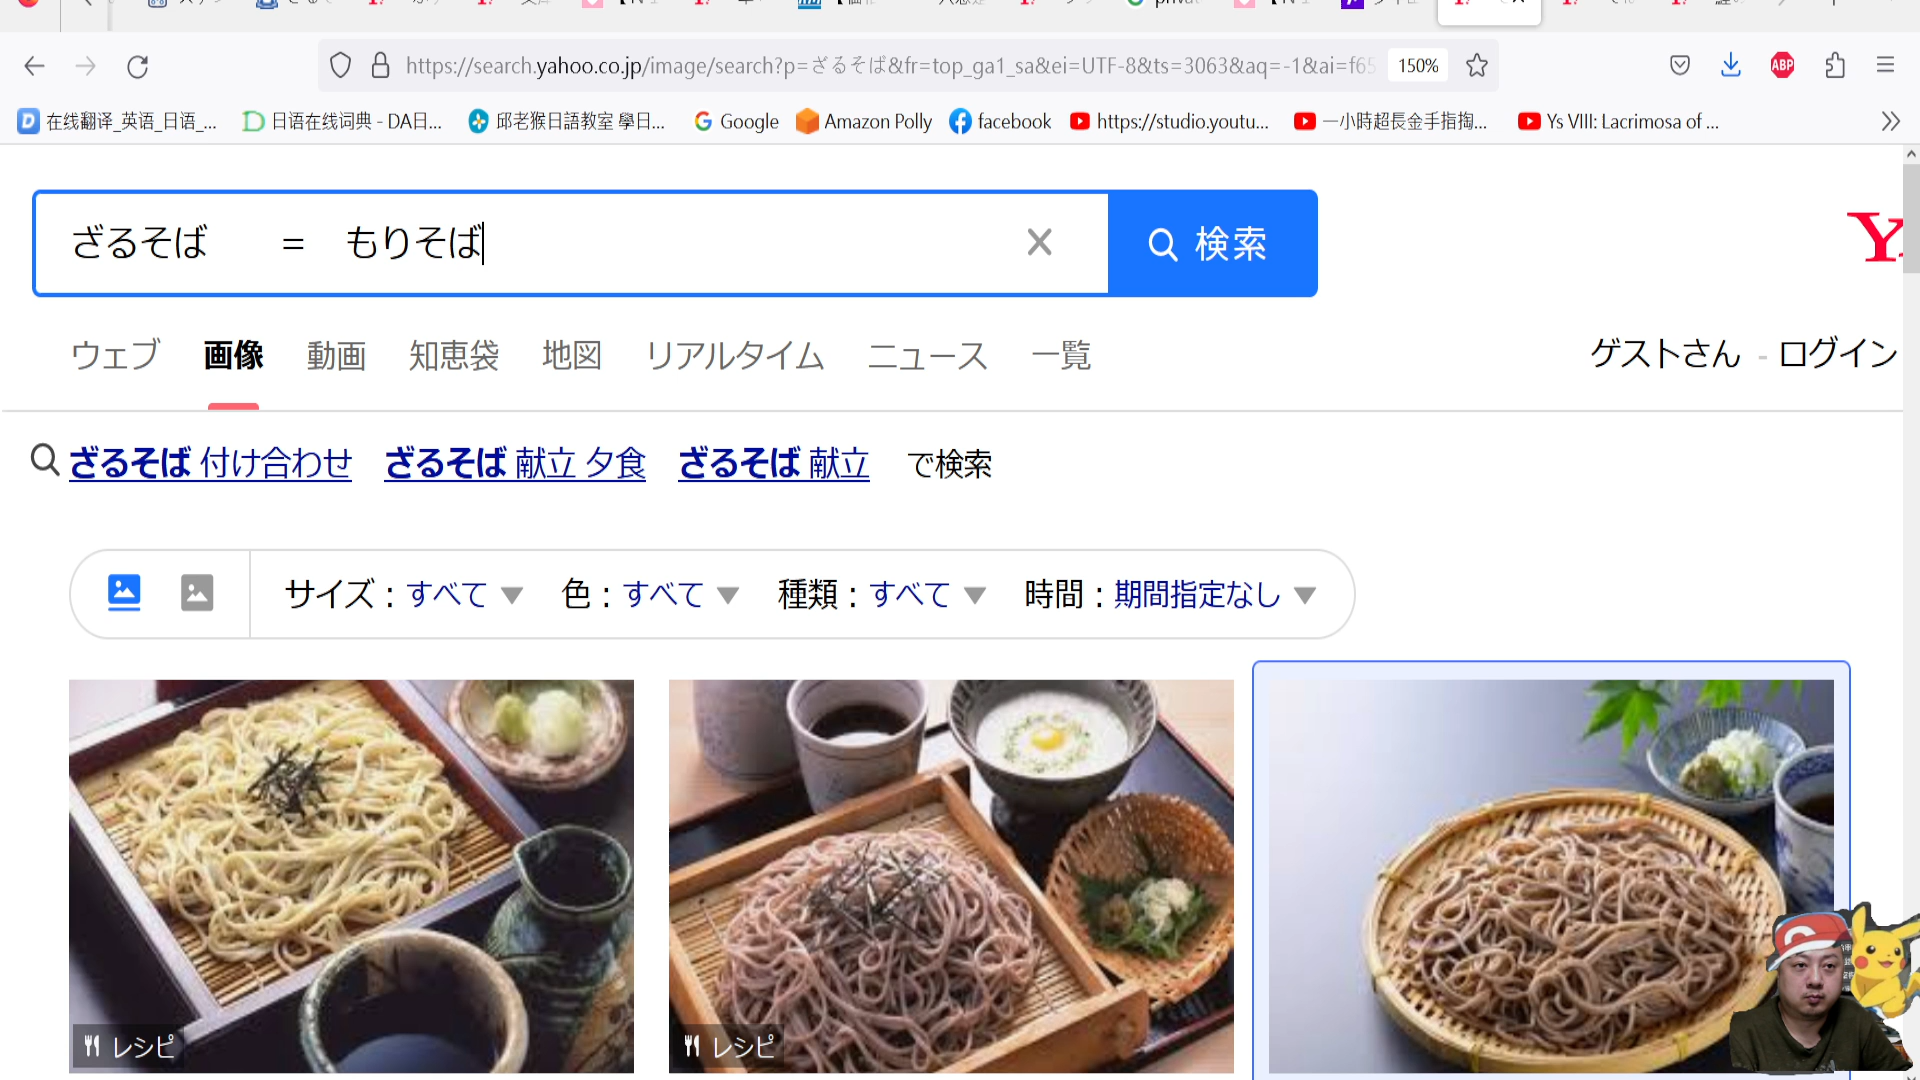 https://search.yahoo.co.jp/image/search?p=ざるそば&fr=top_ga1_sa&ei=UTF-8&ts=3063&aq=-1&ai=f65
150%
ABP
在线翻译_英语_日语_...
日语在线词典 - DA日...
邱老猴日語教室 學日...
Google
Amazon Polly
facebook
https://studio.youtu...
一小時超長金手指掏...
Ys VIII: Lacrimosa of ...
ざるそば = もりそば
検索
ウェブ 画像 動画 知恵袋 地図 リアルタイム ニュース 一覧
ゲストさん - ログイン
ざるそば 付け合わせ ざるそば 献立 夕食 ざるそば 献立 で検索
サイズ : すべて 色 : すべて 種類 : すべて 時間 : 期間指定なし
レシピ
レシピ